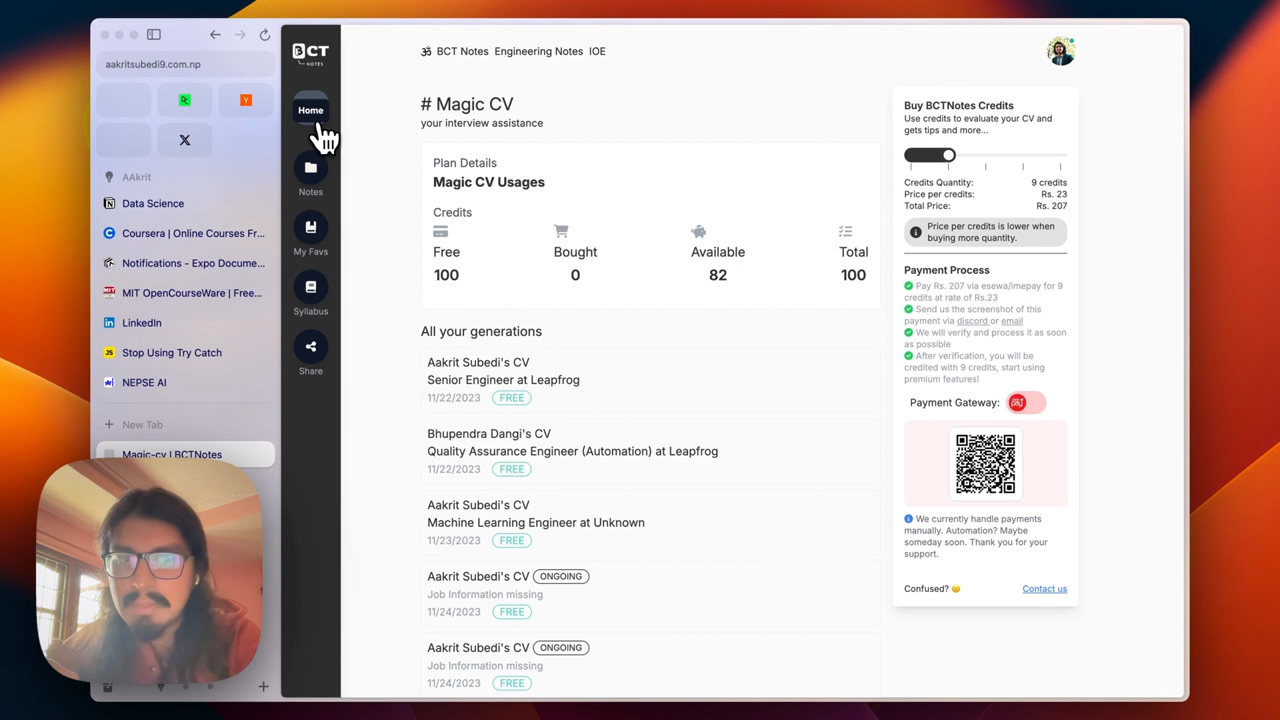 aakritsubedi9.com.np
AAkrit
Data Science
Coursera | Online Courses Fr...
Notifications - Expo Docume...
MIT OpenCourseWare | Free...
LinkedIn
Stop Using Try Catch
NEPSE AI
New Tab
Magic-cv | BCTNotes
BCT
NOTES
Home
Notes
My Favs
Syllabus
Share
ॐ BCT Notes Engineering Notes IOE
# Magic CV
your interview assistance
Plan Details
Magic CV Usages
Credits
Free Bought Available Total
100 0 82 100
All your generations
Aakrit Subedi's CV
Senior Engineer at Leapfrog
11/22/2023 FREE
Bhupendra Dangi's CV
Quality Assurance Engineer (Automation) at Leapfrog
11/22/2023 FREE
Aakrit Subedi's CV
Machine Learning Engineer at Unknown
11/23/2023 FREE
Aakrit Subedi's CV ONGOING
Job Information missing
11/24/2023 FREE
Aakrit Subedi's CV ONGOING
Job Information missing
11/24/2023 FREE
Buy BCTNotes Credits
Use credits to evaluate your CV and
gets tips and more...
Credits Quantity: 9 credits
Price per credits: Rs. 23
Total Price: Rs. 207
Price per credits is lower when
buying more quantity.
Payment Process
Pay Rs. 207 via esewa/imepay for 9
credits at rate of Rs.23
Send us the screenshot of this
payment via discord or email
We will verify and process it as soon
as possible
After verification, you will be
credited with 9 credits, start using
premium features!
Payment Gateway:
We currently handle payments
manually. Automation? Maybe
someday soon. Thank you for your
support.
Confused? Contact us